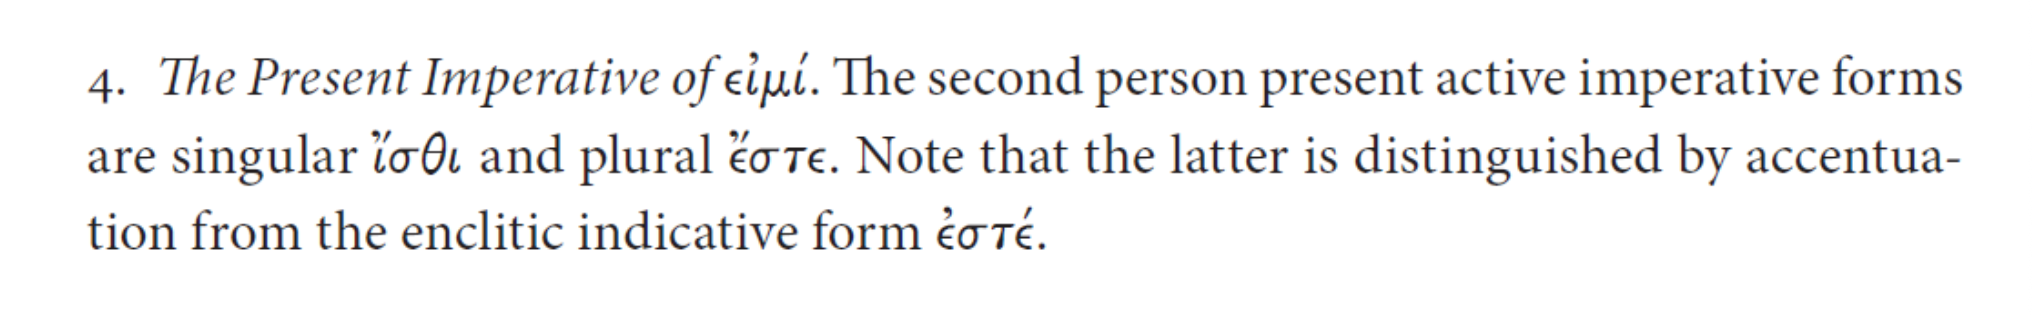 4. The Present Imperative of εἰμί. The second person present active imperative forms
are singular ἴσθι and plural ἔστε. Note that the latter is distinguished by accentua-
tion from the enclitic indicative form ἐστέ.